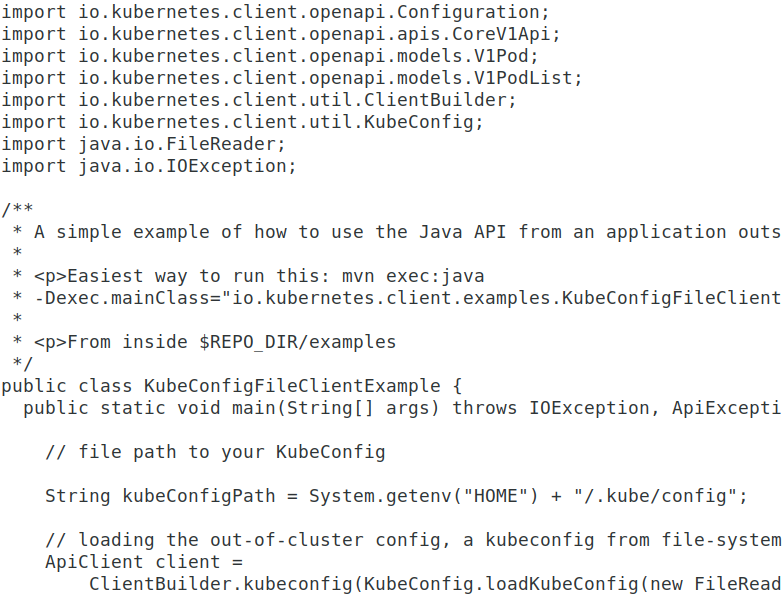 import io.kubernetes.client.openapi.Configuration;
import io.kubernetes.client.openapi.apis.CoreV1Api;
import io.kubernetes.client.openapi.models.V1Pod;
import io.kubernetes.client.openapi.models.V1PodList;
import io.kubernetes.client.util.ClientBuilder;
import io.kubernetes.client.util.KubeConfig;
import java.io.FileReader;
import java.io.IOException;

/**
 * A simple example of how to use the Java API from an application outs
 *
 * <p>Easiest way to run this: mvn exec:java
 * -Dexec.mainClass="io.kubernetes.client.examples.KubeConfigFileClient
 *
 * <p>From inside $REPO_DIR/examples
 */
public class KubeConfigFileClientExample {
  public static void main(String[] args) throws IOException, ApiExcepti

    // file path to your KubeConfig

    String kubeConfigPath = System.getenv("HOME") + "/.kube/config";

    // loading the out-of-cluster config, a kubeconfig from file-system
    ApiClient client =
        ClientBuilder.kubeconfig(KubeConfig.loadKubeConfig(new FileRead